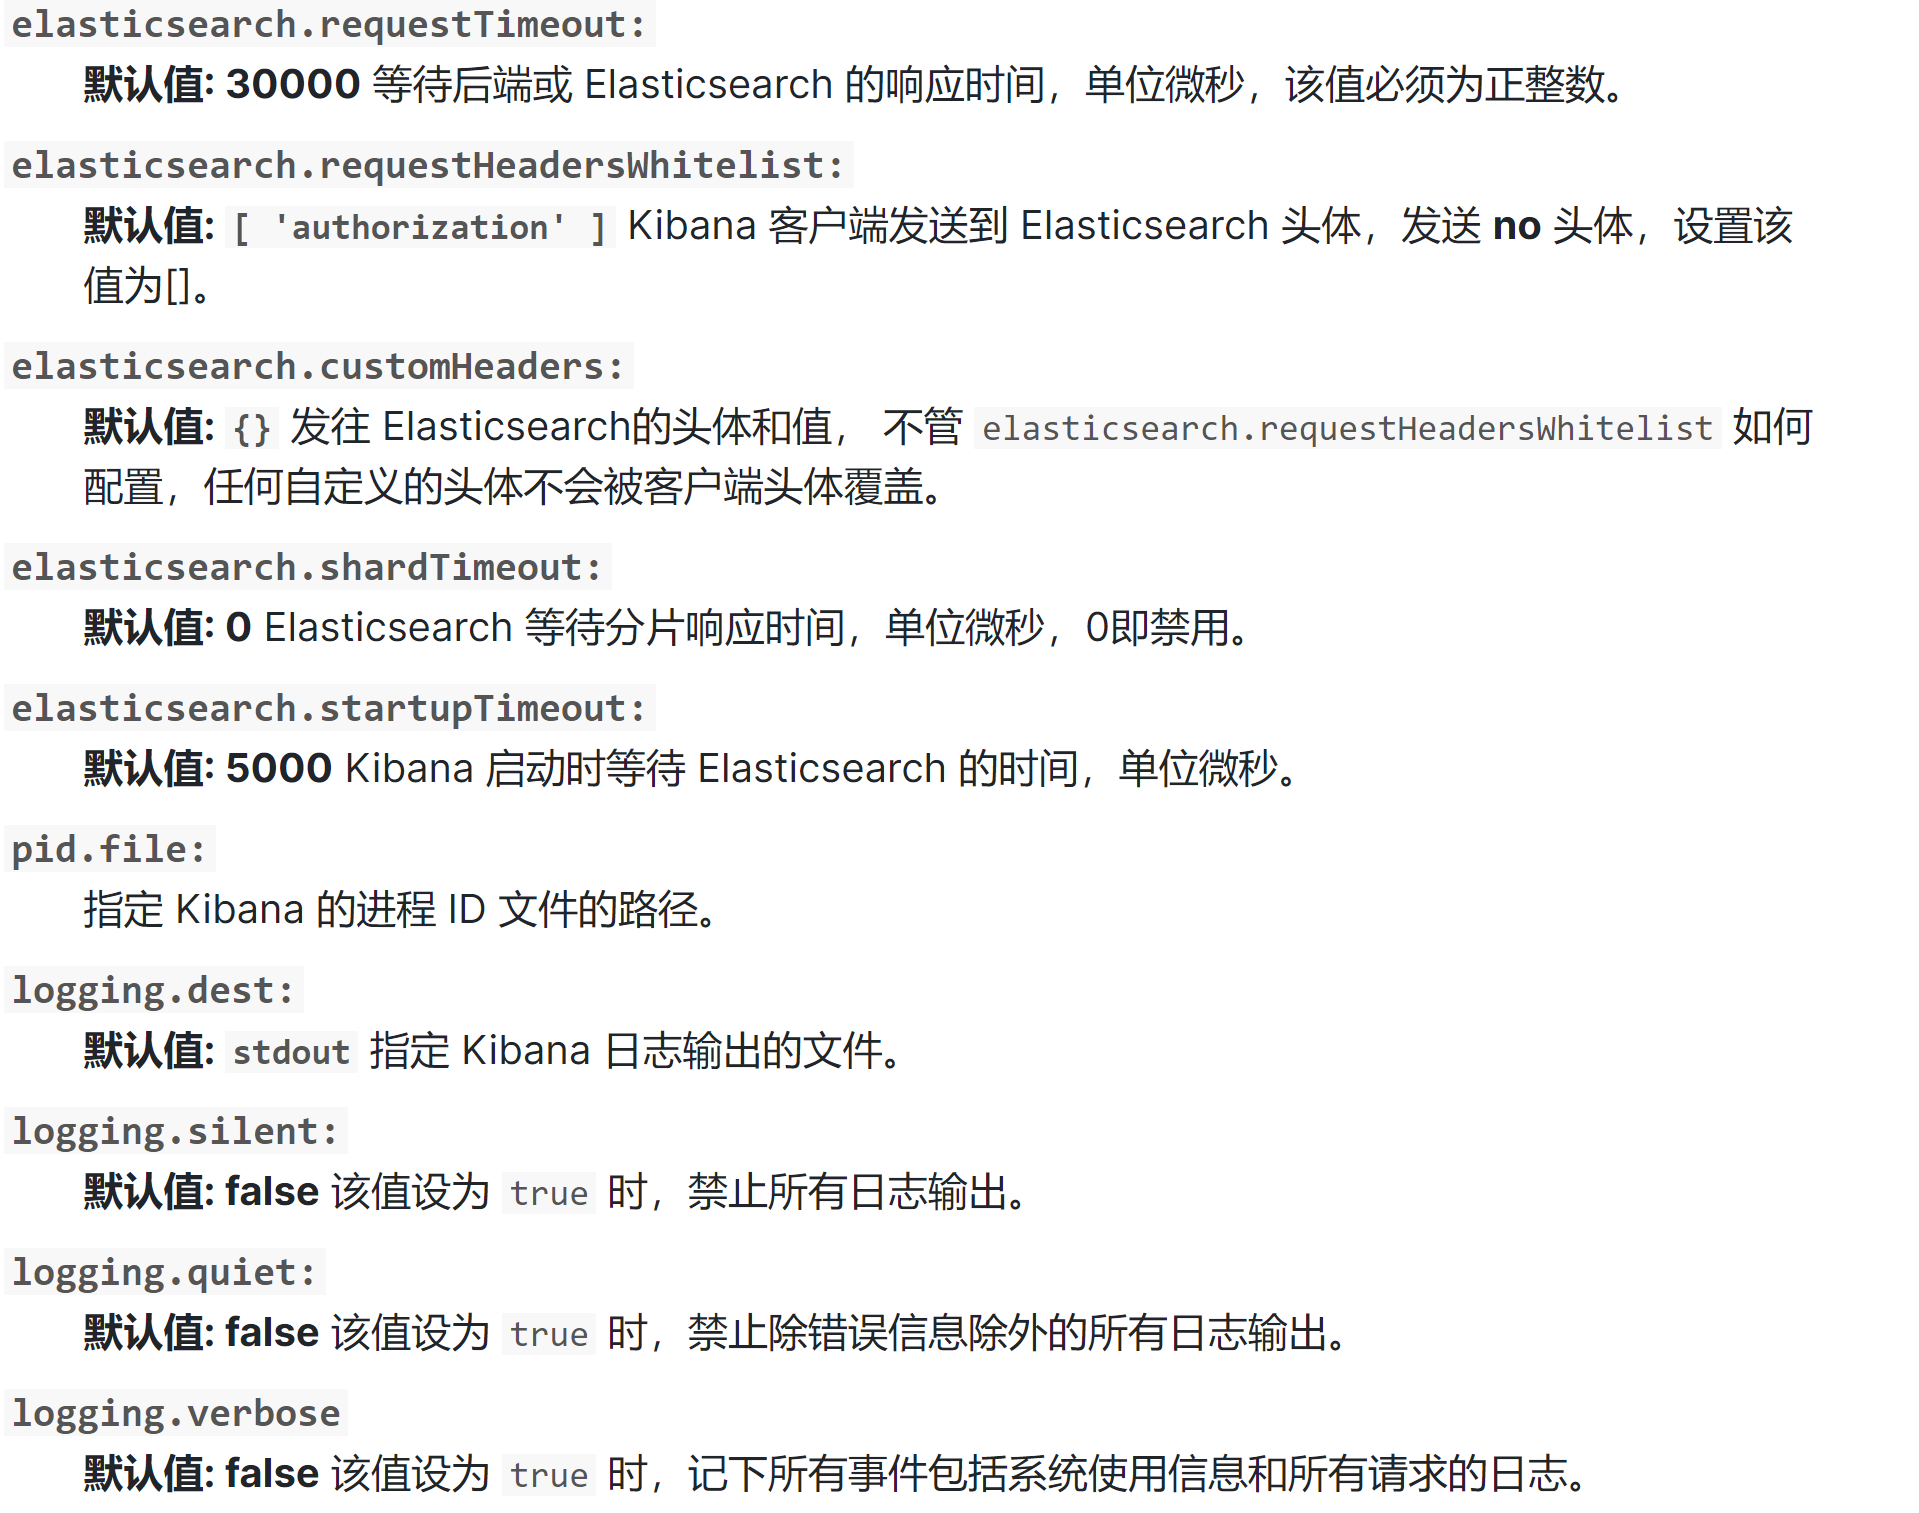 elasticsearch.requestTimeout:
默认值: 30000 等待后端或 Elasticsearch 的响应时间，单位微秒，该值必须为正整数。
elasticsearch.requestHeadersWhitelist:
默认值: [ 'authorization' ] Kibana 客户端发送到 Elasticsearch 头体，发送 no 头体，设置该
值为[]。
elasticsearch.customHeaders:
默认值: {} 发往 Elasticsearch的头体和值， 不管 elasticsearch.requestHeadersWhitelist 如何
配置，任何自定义的头体不会被客户端头体覆盖。
elasticsearch.shardTimeout:
默认值: 0 Elasticsearch 等待分片响应时间，单位微秒，0即禁用。
elasticsearch.startupTimeout:
默认值: 5000 Kibana 启动时等待 Elasticsearch 的时间，单位微秒。
pid.file:
指定 Kibana 的进程 ID 文件的路径。
logging.dest:
默认值: stdout 指定 Kibana 日志输出的文件。
logging.silent:
默认值: false 该值设为 true 时，禁止所有日志输出。
logging.quiet:
默认值: false 该值设为 true 时，禁止除错误信息除外的所有日志输出。
logging.verbose
默认值: false 该值设为 true 时，记下所有事件包括系统使用信息和所有请求的日志。